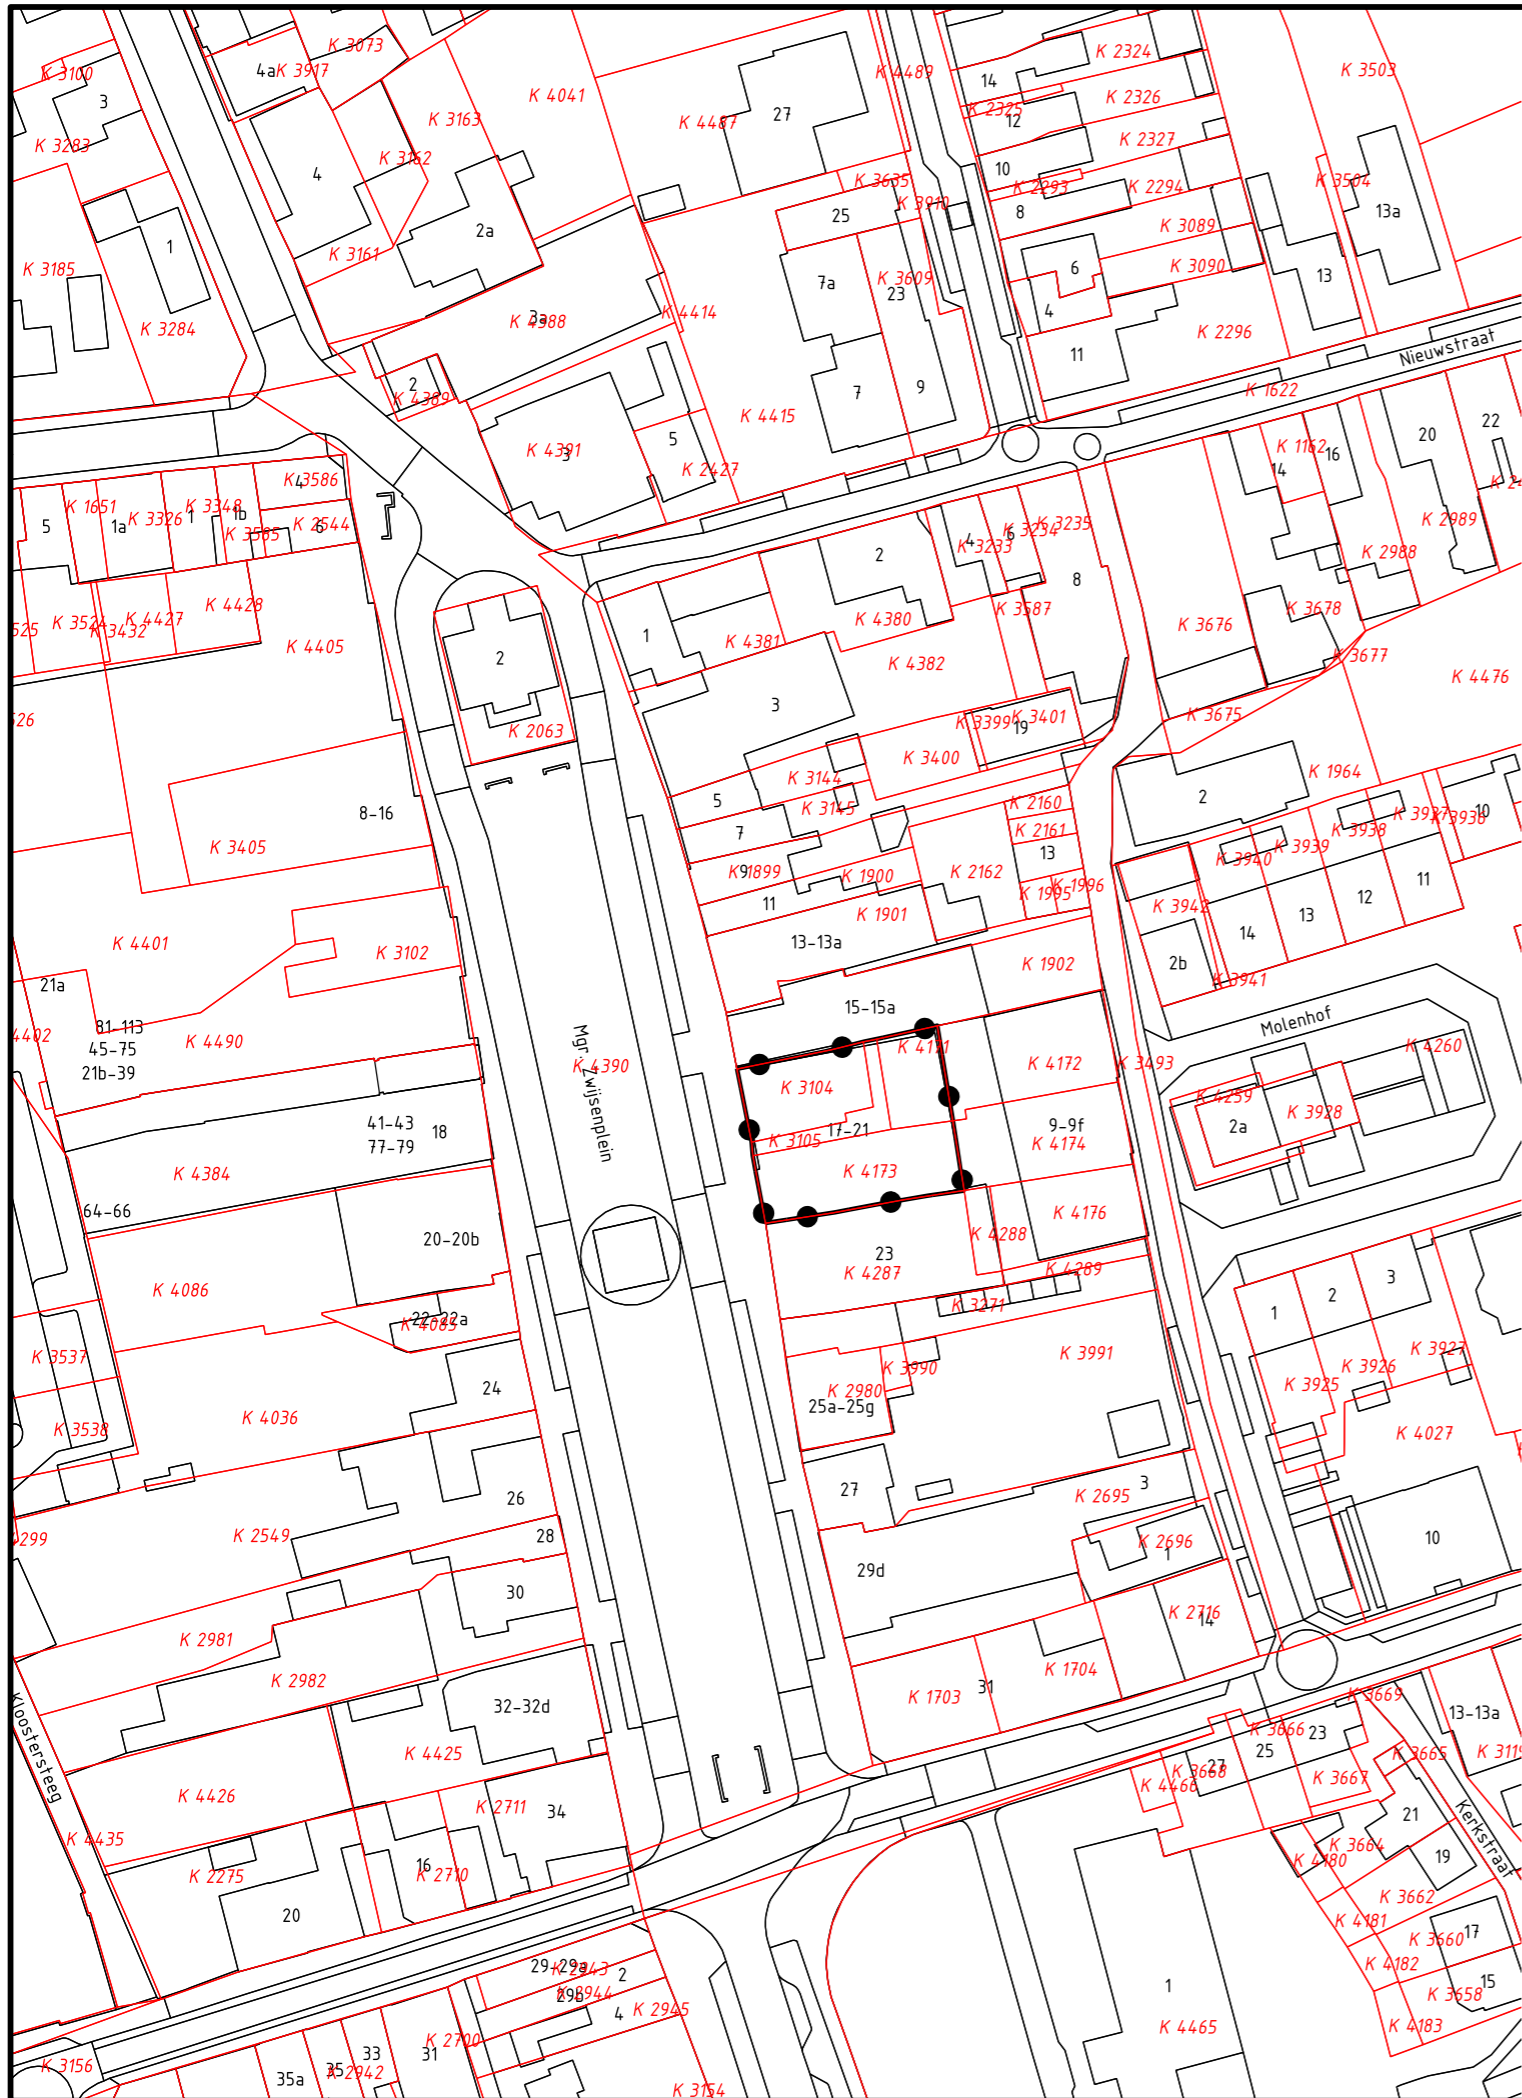 K 3073
4a
K 3917
K 3100
3
K 4041
K 4489
K 2324
K 3503
14
K 2326
K 3163
K 4487
27
K 2325
12
K 3283
K 3162
K 2327
4
10
K 3635
K 2293
K 2294
K 3504
K 3910
25
8
13a
2a
K 3089
1
K 3161
6
K 3185
K 3090
7a
K 3609
13
23
4
K 4414
3a
K 4388
K 3284
K 2296
11
Nieuwstraat
2
7
9
K 1622
K 4389
K 4415
20
22
K 4391
3
5
K 2427
K 1162
16
14
K 3586
4
K 1651
K 3348
1b
5
1a
K 3326
1
K 3585
K 2544
6
K 3235
K 3234
4
6
K 3233
K 2989
2
K 2988
8
K 4428
K 4427
K 3524
K 3432
K 4380
K 3587
K 3678
K 3676
1
K 4381
K 4405
2
K 4382
K 3677
K 4476
3
K 2063
K 3399
K 3401
19
K 3675
K 3400
K 1964
K 3144
2
5
K 3145
K 2160
8-16
7
K 2161
K 3937
K 3936
10
K 3938
K 3405
13
K 3940
K 3939
9
K 1899
K 1900
K 2162
K 1995
K 1996
11
12
11
K 1901
K 3942
13
14
K 4401
K 3102
13-13a
2b
K 1902
K 3941
21a
15-15a
Molenhof
81-113
45-75
21b-39
K 4490
Mgr. Zwijsenplein
K 4390
K 4171
K 4172
K 3493
K 4260
K 3104
K 4259
K 3928
2a
41-43
77-79
18
K 3105
17-21
9-9f
K 4174
K 4384
K 4173
64-66
K 4176
20-20b
23
K 4288
K 4287
K 4289
K 4086
K 3271
1
2
3
22-22a
K 4085
K 3537
K 3990
K 3991
K 3927
K 3926
K 2980
K 3925
24
25a-25g
K 4036
K 3538
K 4027
27
3
26
K 2695
K 2549
28
10
K 2696
1
29d
30
K 2716
14
K 2981
K 2982
K 1704
K 1703
31
32-32d
K 3669
13-13a
K 3666
23
Kloostersteeg
K 4425
25
K 3665
27
K 3668
K 4466
K 3667
K 4426
K 2711
34
21
Kerkstraat
K 4435
K 3664
K 4180
16
19
K 2275
K 2710
K 3662
20
K 4181
17
K 3660
K 4182
29-29a
K 2943
2
29b
K 2944
1
15
K 3658
4
K 2945
K 4465
K 4183
33
31
K 2700
K 3156
35
K 2942
35a
K 3154